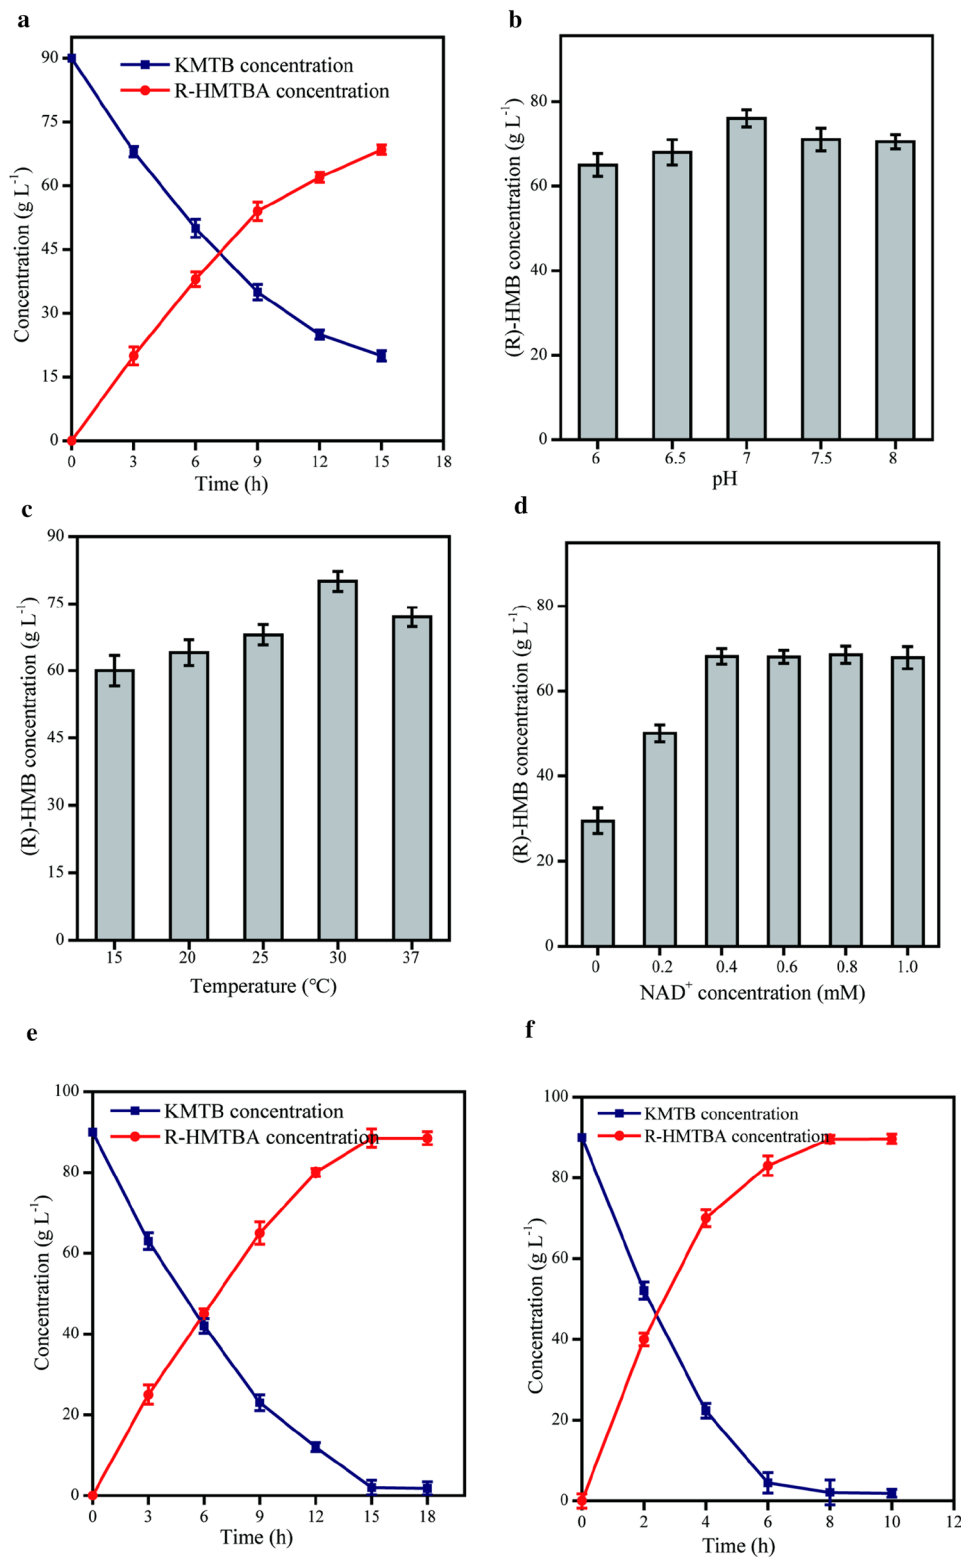 a
KMTB concentration
R-HMTBA concentration
Concentration (g L⁻¹)
90
75
60
45
30
15
0
0 3 6 9 12 15 18
Time (h)
b
(R)-HMB concentration (g L⁻¹)
80
60
40
20
0
6 6.5 7 7.5 8
pH
c
(R)-HMB concentration (g L⁻¹)
90
75
60
45
30
15
0
15 20 25 30 37
Temperature (℃)
d
(R)-HMB concentration (g L⁻¹)
80
60
40
20
0
0 0.2 0.4 0.6 0.8 1.0
NAD⁺ concentration (mM)
e
KMTB concentration
R-HMTBA concentration
Concentration (g L⁻¹)
100
80
60
40
20
0
0 3 6 9 12 15 18
Time (h)
f
KMTB concentration
R-HMTBA concentration
Concentration (g L⁻¹)
100
80
60
40
20
0
0 2 4 6 8 10 12
Time (h)